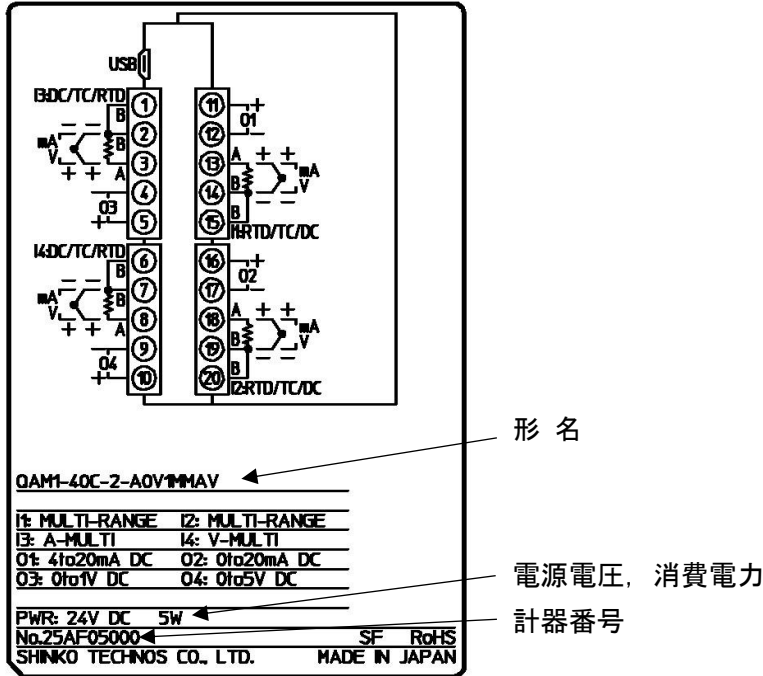 USB
I3:DC/TC/RTD
B
B
A
mA
V
− −
+ +
1
2
3
4
5
O3
−
+
11
12
13
14
15
+
O1
−
A
B
B
+ +
mA
V
− −
I1:RTD/TC/DC
I4:DC/TC/RTD
B
B
A
mA
V
− −
+ +
6
7
8
9
10
O4
−
+
16
17
18
19
20
+
O2
−
A
B
B
+ +
mA
V
− −
I2:RTD/TC/DC
形 名
QAM1-40C-2-A0V1MMAV
I1: MULTI-RANGE I2: MULTI-RANGE
I3: A-MULTI I4: V-MULTI
O1: 4to20mA DC O2: 0to20mA DC
O3: 0to1V DC O4: 0to5V DC
電源電圧, 消費電力
PWR: 24V DC 5W
計器番号
No.25AF05000 SF RoHS
SHINKO TECHNOS CO., LTD. MADE IN JAPAN